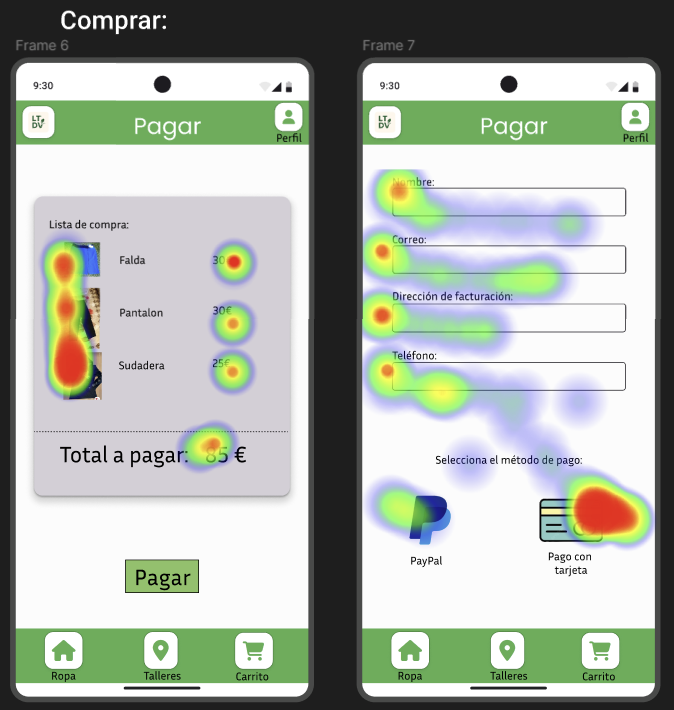 Comprar:
Frame 6
9:30
LT
DV
Pagar
Perfil
Lista de compra:
Falda
30
Pantalon
30€
Sudadera
25€
Total a pagar: 85 €
Pagar
Ropa
Talleres
Carrito
Frame 7
9:30
LT
DV
Pagar
Perfil
Nombre:
Correo:
Dirección de facturación:
Teléfono:
Selecciona el método de pago:
PayPal
Pago con
tarjeta
Ropa
Talleres
Carrito